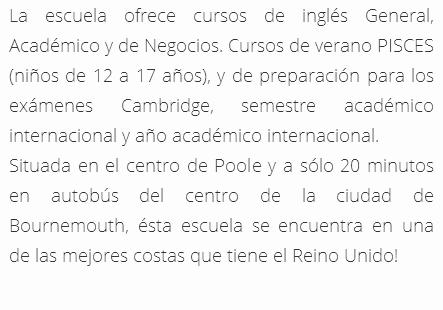 La escuela ofrece cursos de inglés General,
Académico y de Negocios. Cursos de verano PISCES
(niños de 12 a 17 años), y de preparación para los
exámenes Cambridge, semestre académico
internacional y año académico internacional.
Situada en el centro de Poole y a sólo 20 minutos
en autobús del centro de la ciudad de
Bournemouth, ésta escuela se encuentra en una
de las mejores costas que tiene el Reino Unido!